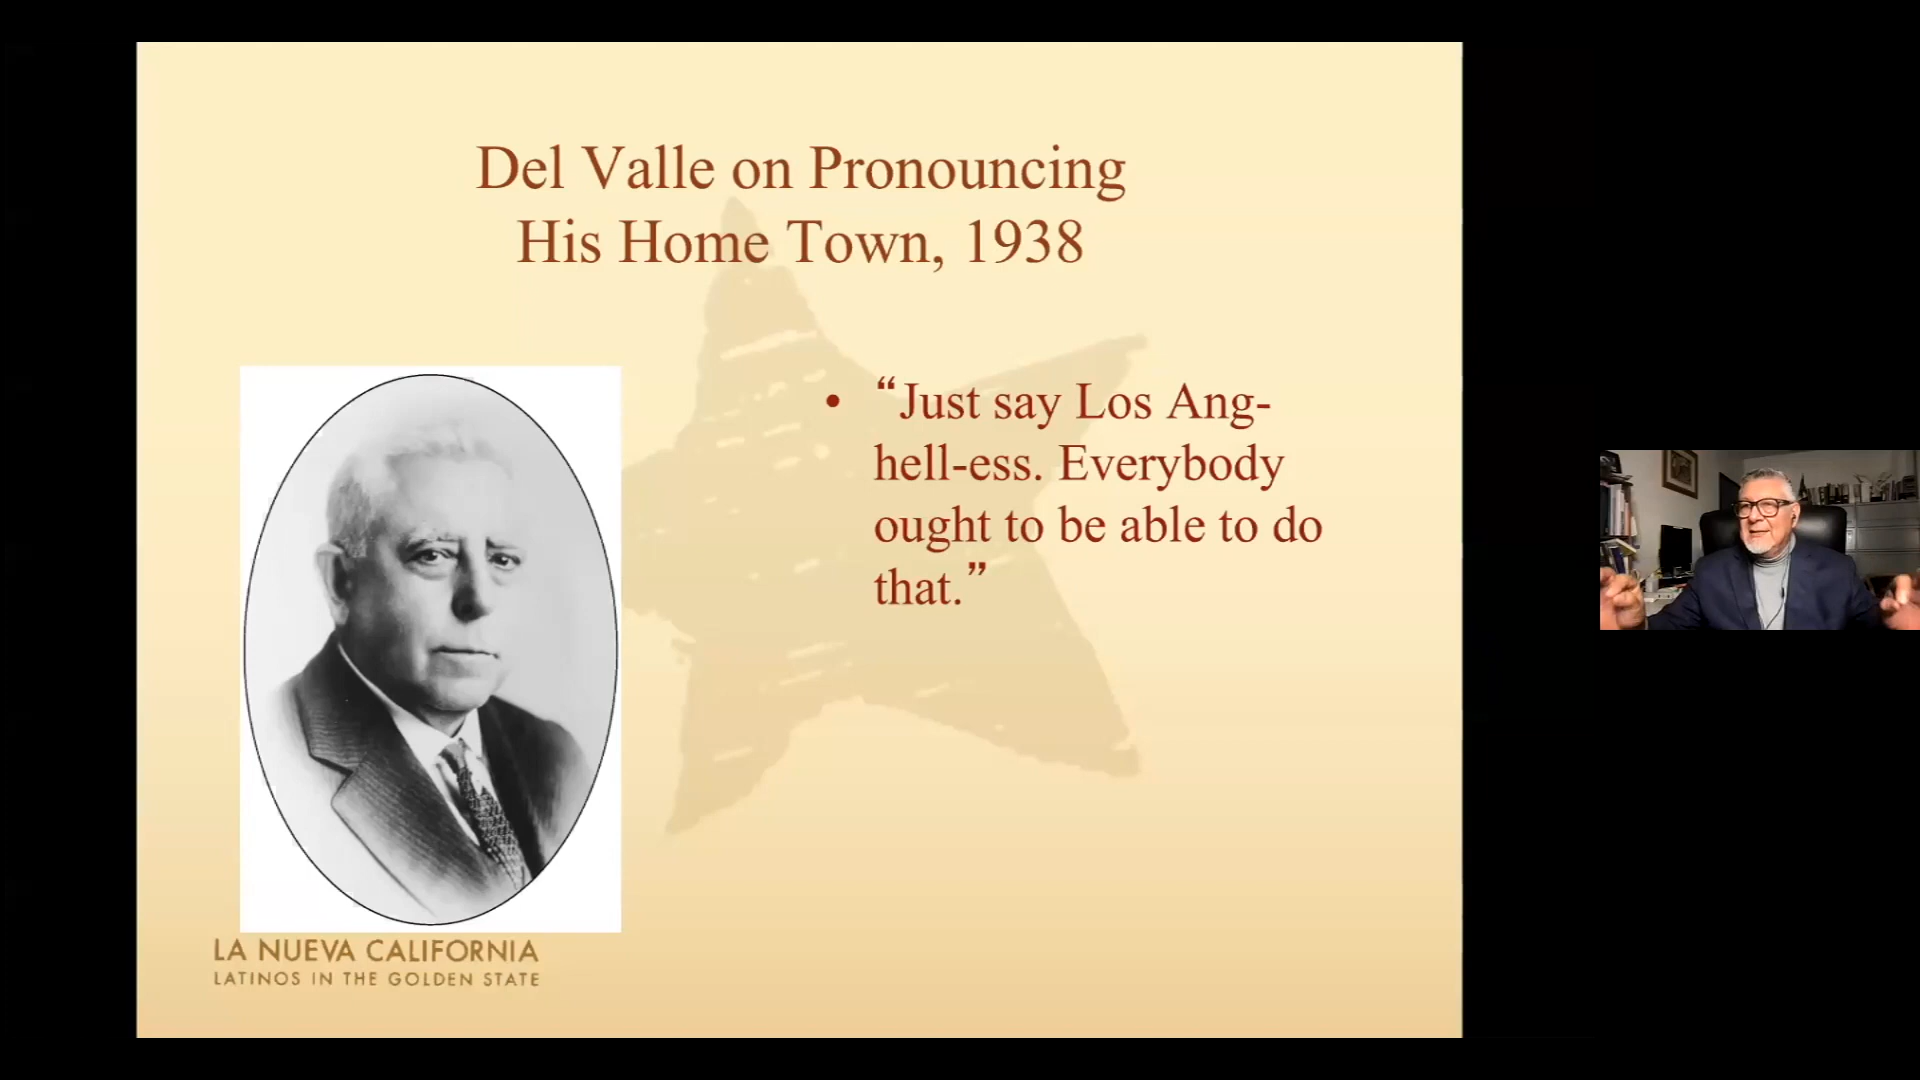 Del Valle on Pronouncing
His Home Town, 1938
• “Just say Los Ang-
hell-ess. Everybody
ought to be able to do
that.”
LA NUEVA CALIFORNIA
LATINOS IN THE GOLDEN STATE